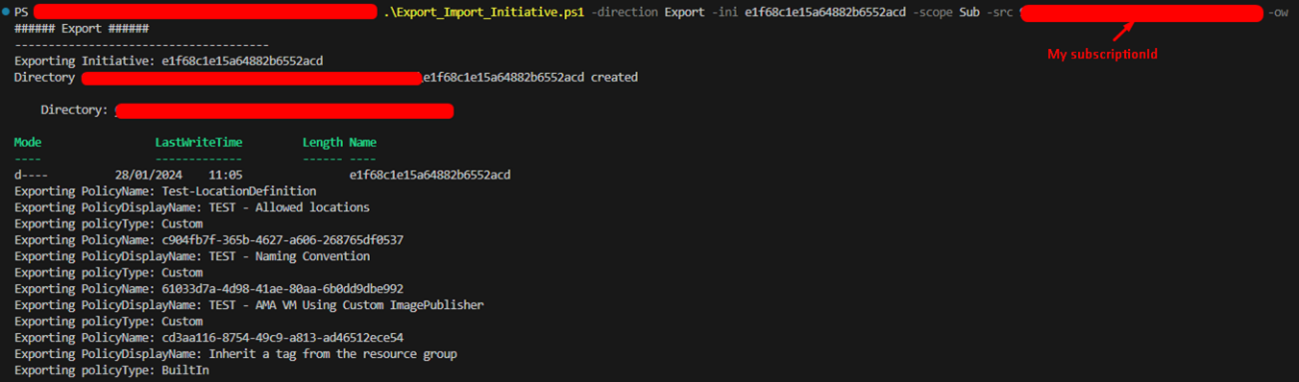 PS .\Export_Import_Initiative.ps1 -direction Export -ini e1f68c1e15a64882b6552acd -scope Sub -src -ow
###### Export ######
My subscriptionId
--------------------------------------
Exporting Initiative: e1f68c1e15a64882b6552acd
Directory e1f68c1e15a64882b6552acd created
Directory:
Mode LastWriteTime Length Name
---- ------------- ------ ----
d---- 28/01/2024 11:05 e1f68c1e15a64882b6552acd
Exporting PolicyName: Test-LocationDefinition
Exporting PolicyDisplayName: TEST - Allowed locations
Exporting policyType: Custom
Exporting PolicyName: c904fb7f-365b-4627-a606-268765df0537
Exporting PolicyDisplayName: TEST - Naming Convention
Exporting policyType: Custom
Exporting PolicyName: 61033d7a-4d98-41ae-80aa-6b0dd9dbe992
Exporting PolicyDisplayName: TEST - AMA VM Using Custom ImagePublisher
Exporting policyType: Custom
Exporting PolicyName: cd3aa116-8754-49c9-a813-ad46512ece54
Exporting PolicyDisplayName: Inherit a tag from the resource group
Exporting policyType: BuiltIn